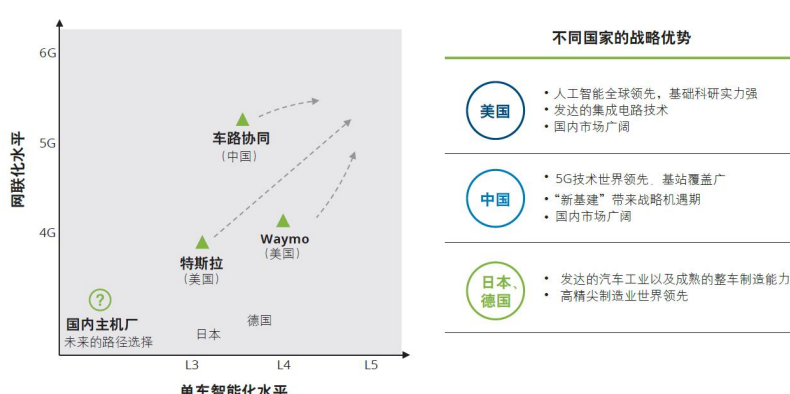 6G
5G
4G
网联化水平
车路协同
(中国)
特斯拉
(美国)
Waymo
(美国)
?
国内主机厂
未来的路径选择
日本
德国
L3
L4
L5
单车智能化水平
不同国家的战略优势
美国
• 人工智能全球领先，基础科研实力强
• 发达的集成电路技术
• 国内市场广阔
中国
• 5G技术世界领先、基站覆盖广
• “新基建”带来战略机遇期
• 国内市场广阔
日本、
德国
• 发达的汽车工业以及成熟的整车制造能力
• 高精尖制造业世界领先